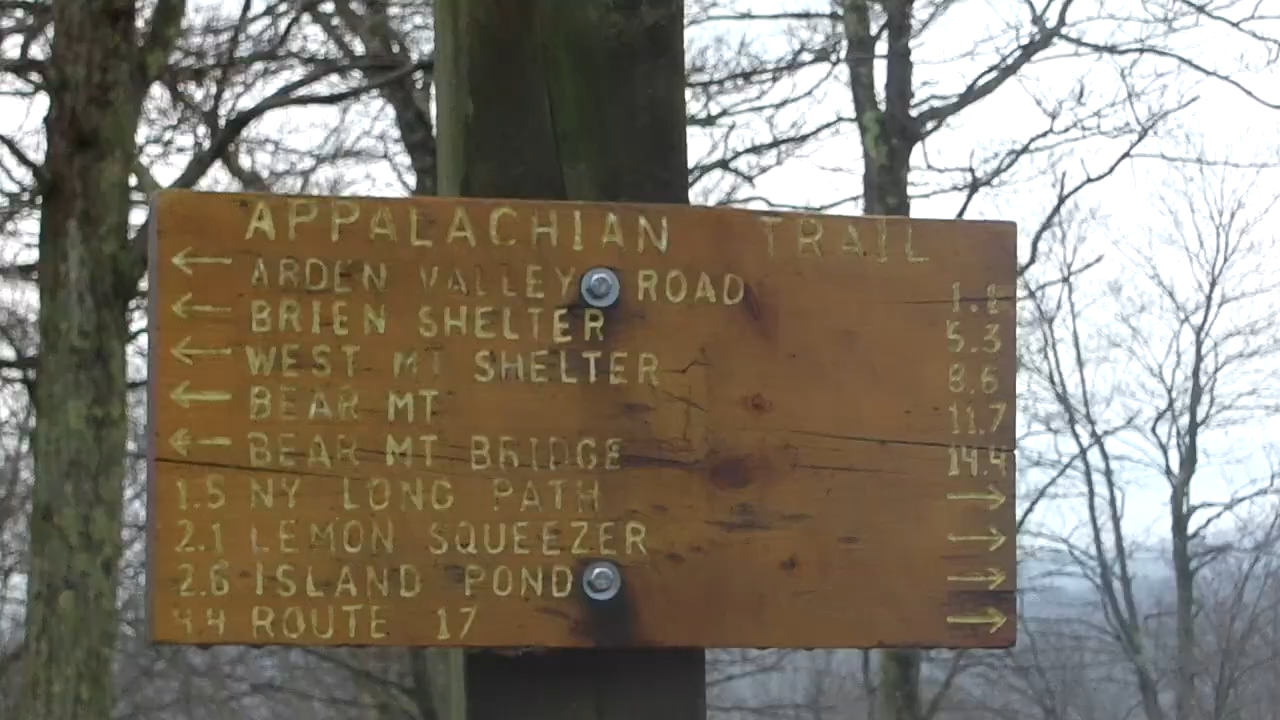 APPALACHIAN TRAIL
← ARDEN VALLEY ROAD 1.1
← BRIEN SHELTER 5.3
← WEST MT SHELTER 8.6
← BEAR MT 11.7
← BEAR MT BRIDGE 14.4
1.5 NY LONG PATH →
2.1 LEMON SQUEEZER →
2.6 ISLAND POND →
4.4 ROUTE 17 →